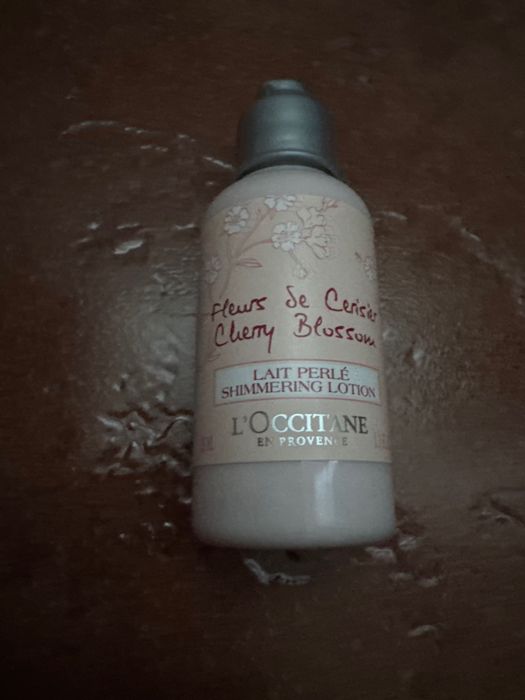 Fleurs de Cerisier
Cherry Blossom
LAIT PERLÉ
SHIMMERING LOTION
L'OCCITANE
EN PROVENCE